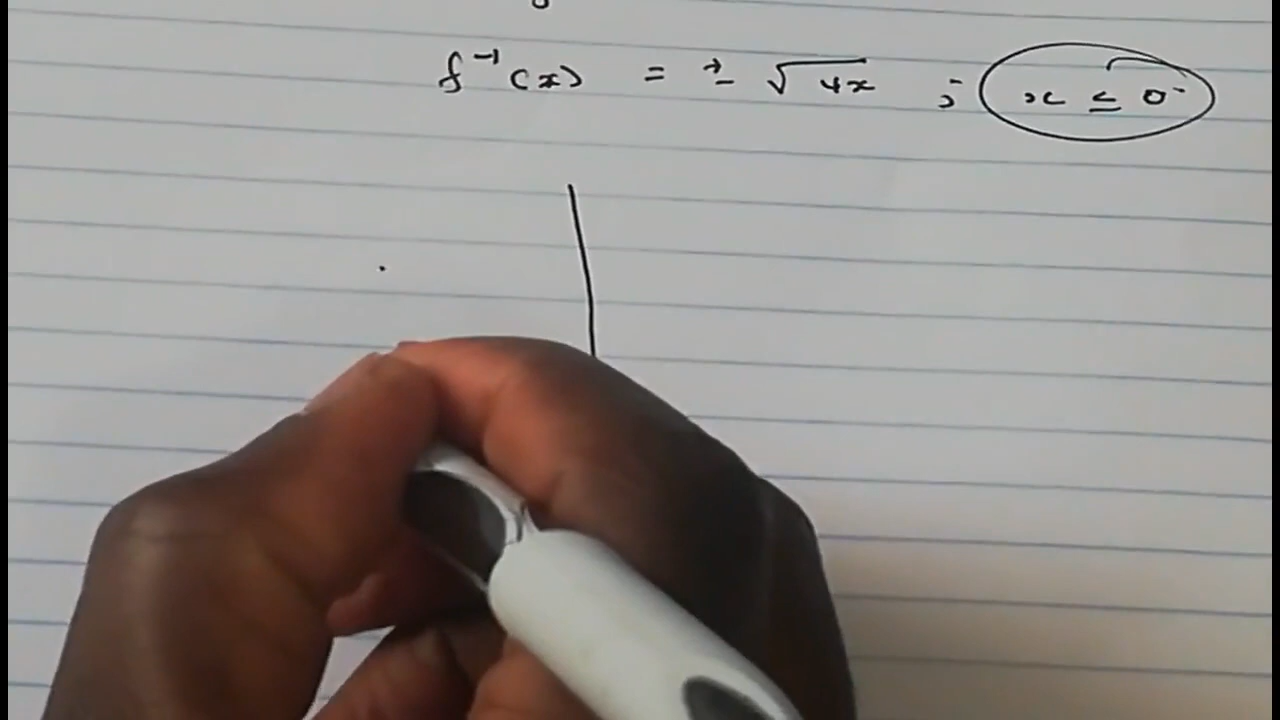 f⁻¹(x) = ± √4x ; x ≤ 0